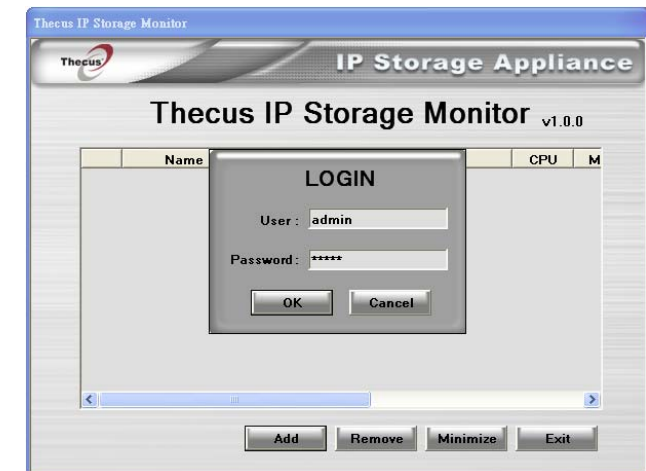 Thecus IP Storage Monitor
Thecus
IP Storage Appliance
Thecus IP Storage Monitor v1.0.0
Name CPU M
LOGIN
User : admin
Password : *****
OK Cancel
Add Remove Minimize Exit